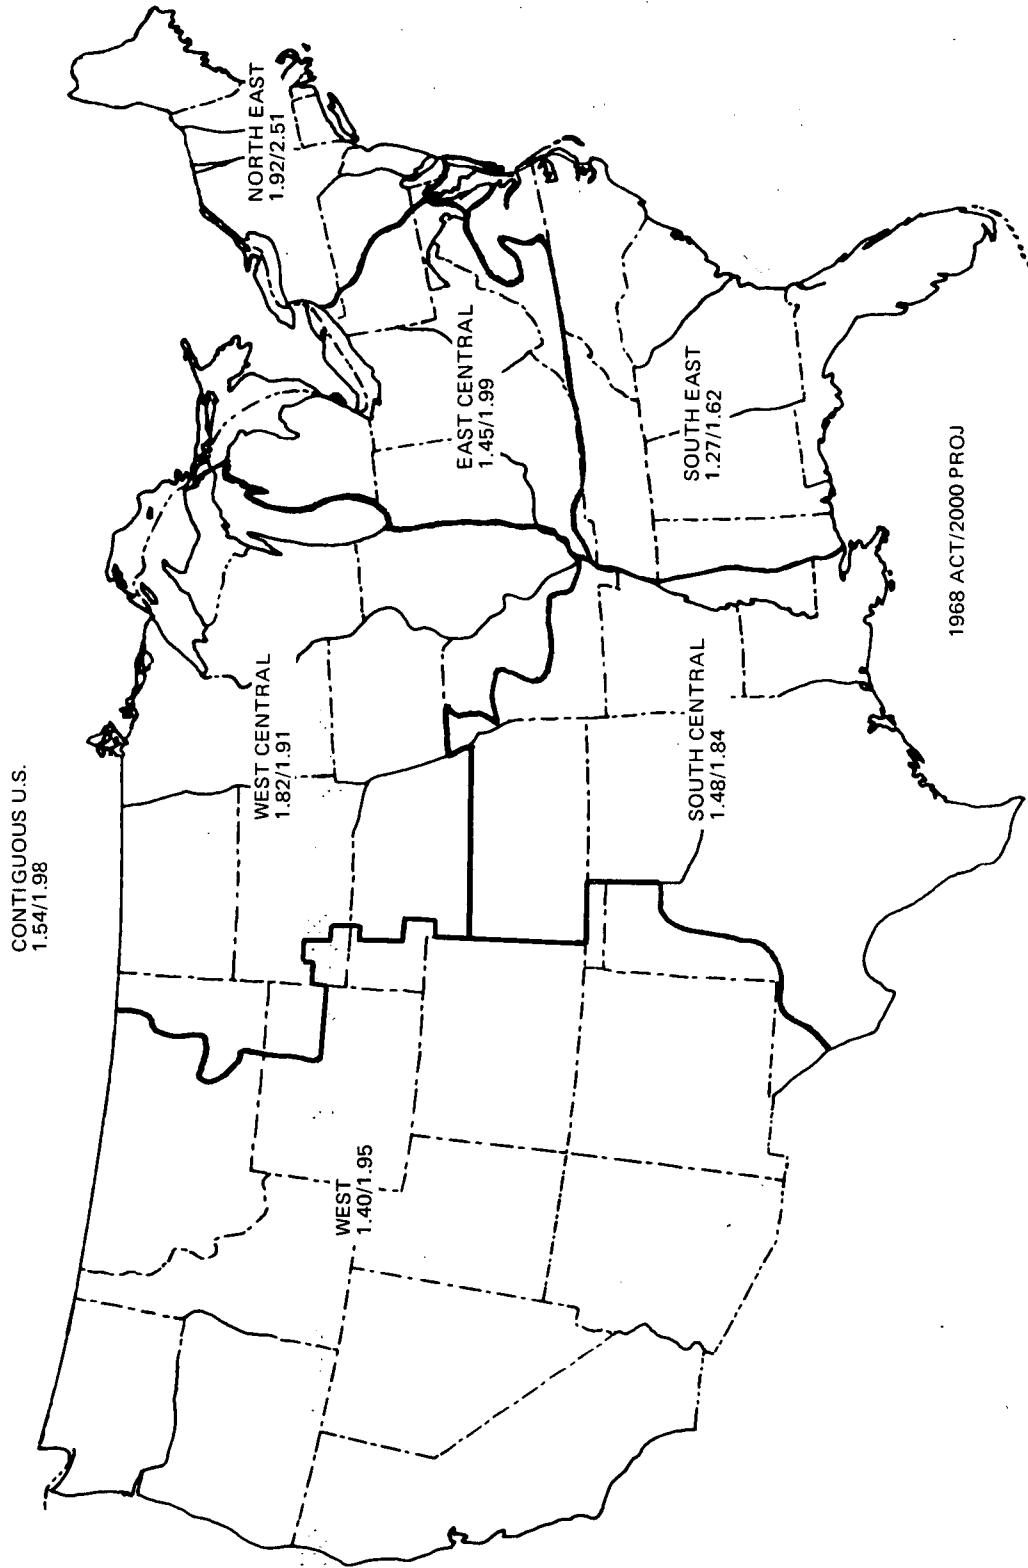 CONTIGUOUS U.S.
1.54/1.98
WEST
1.40/1.95
WEST CENTRAL
1.82/1.91
NORTH EAST
1.92/2.51
EAST CENTRAL
1.45/1.99
SOUTH CENTRAL
1.48/1.84
SOUTH EAST
1.27/1.62
1968 ACT/2000 PROJ